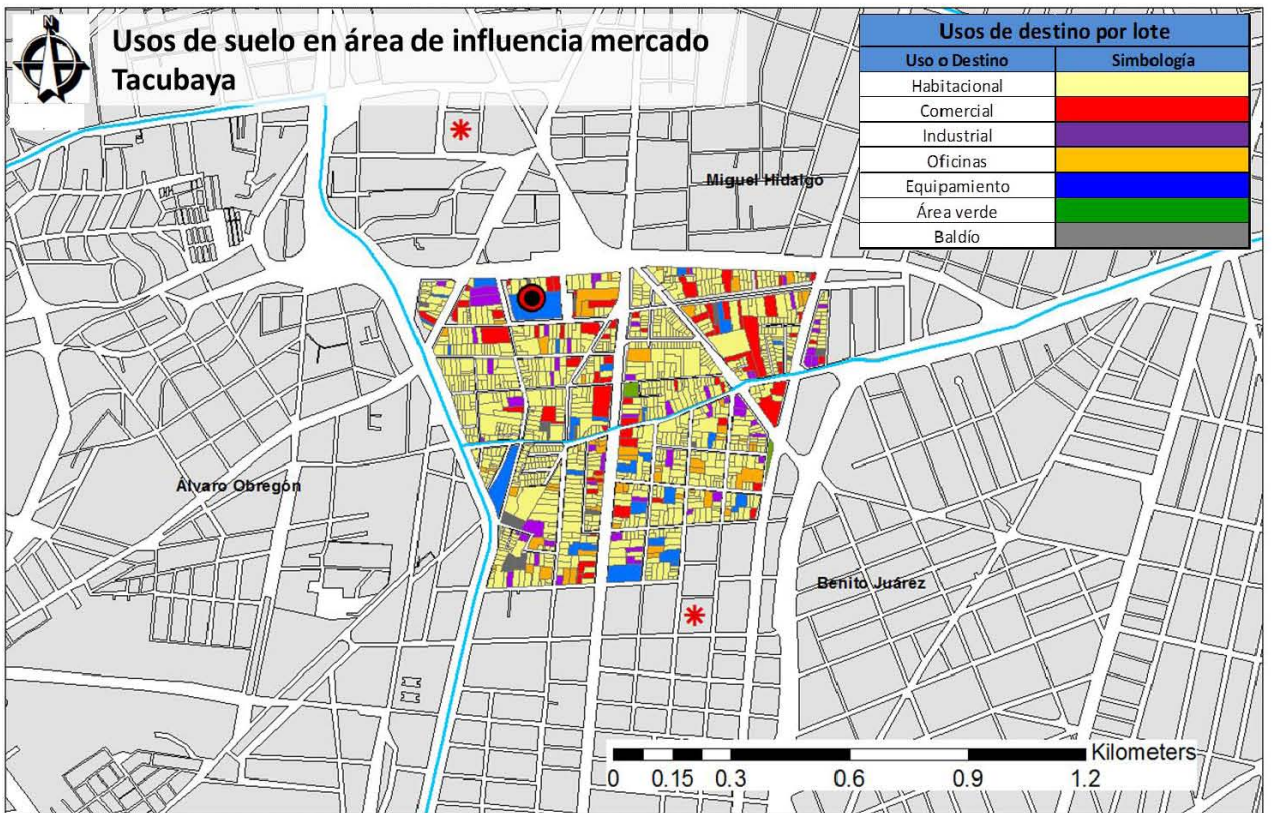 N
Usos de suelo en área de influencia mercado
Tacubaya
Usos de destino por lote
Uso o Destino Simbología
Habitacional
Comercial
Industrial
Oficinas
Equipamiento
Área verde
Baldío
Miguel Hidalgo
Álvaro Obregón
Benito Juárez
Kilometers
0 0.15 0.3 0.6 0.9 1.2